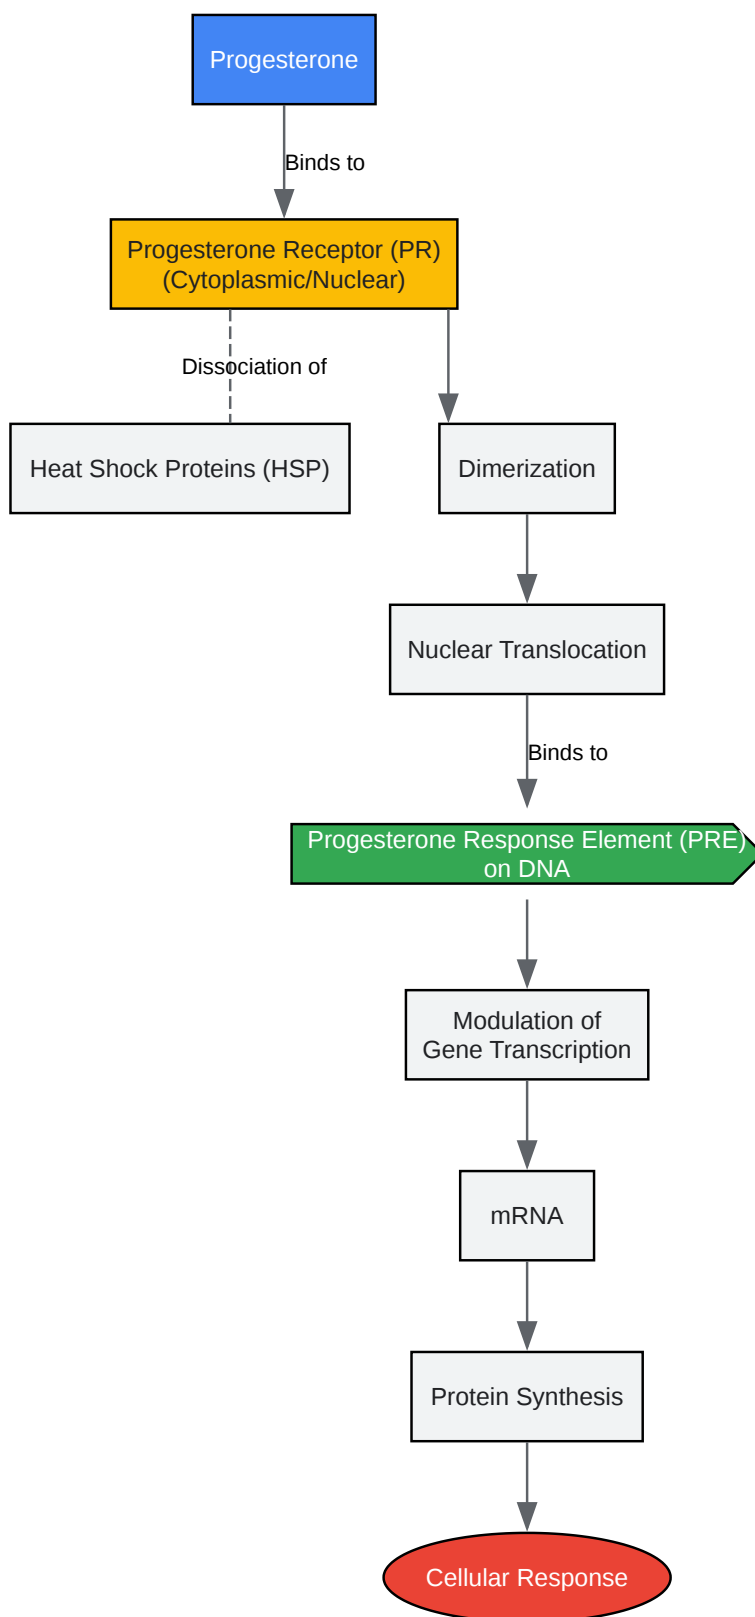 Progesterone
Binds to
Progesterone Receptor (PR)
(Cytoplasmic/Nuclear)
Dissociation of
Heat Shock Proteins (HSP)
Dimerization
Nuclear Translocation
Binds to
Progesterone Response Element (PRE)
on DNA
Modulation of
Gene Transcription
mRNA
Protein Synthesis
Cellular Response